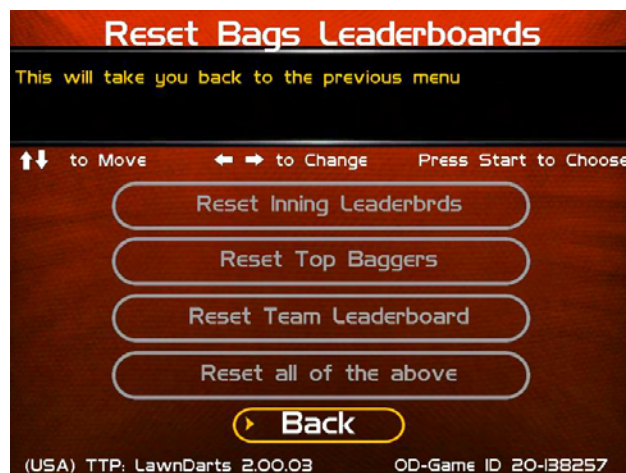 Reset Bags Leaderboards
This will take you back to the previous menu
to Move to Change Press Start to Choose
Reset Inning Leaderbrds
Reset Top Baggers
Reset Team Leaderboard
Reset all of the above
Back
(USA) TTP: LawnDarts 2.00.03 OD-Game ID 20-138257